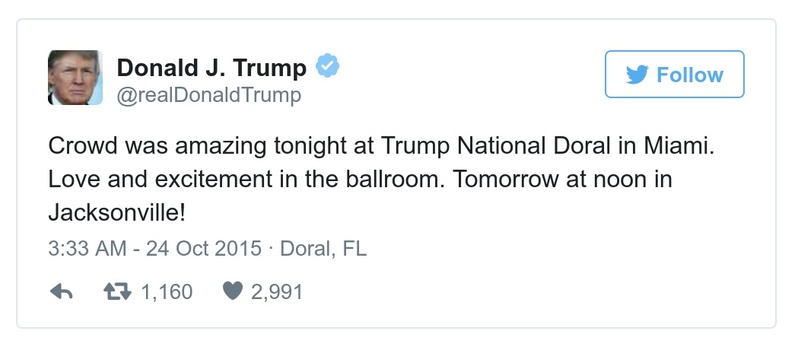 Donald J. Trump
@realDonaldTrump
Follow
Crowd was amazing tonight at Trump National Doral in Miami.
Love and excitement in the ballroom. Tomorrow at noon in
Jacksonville!
3:33 AM - 24 Oct 2015 · Doral, FL
1,160 2,991